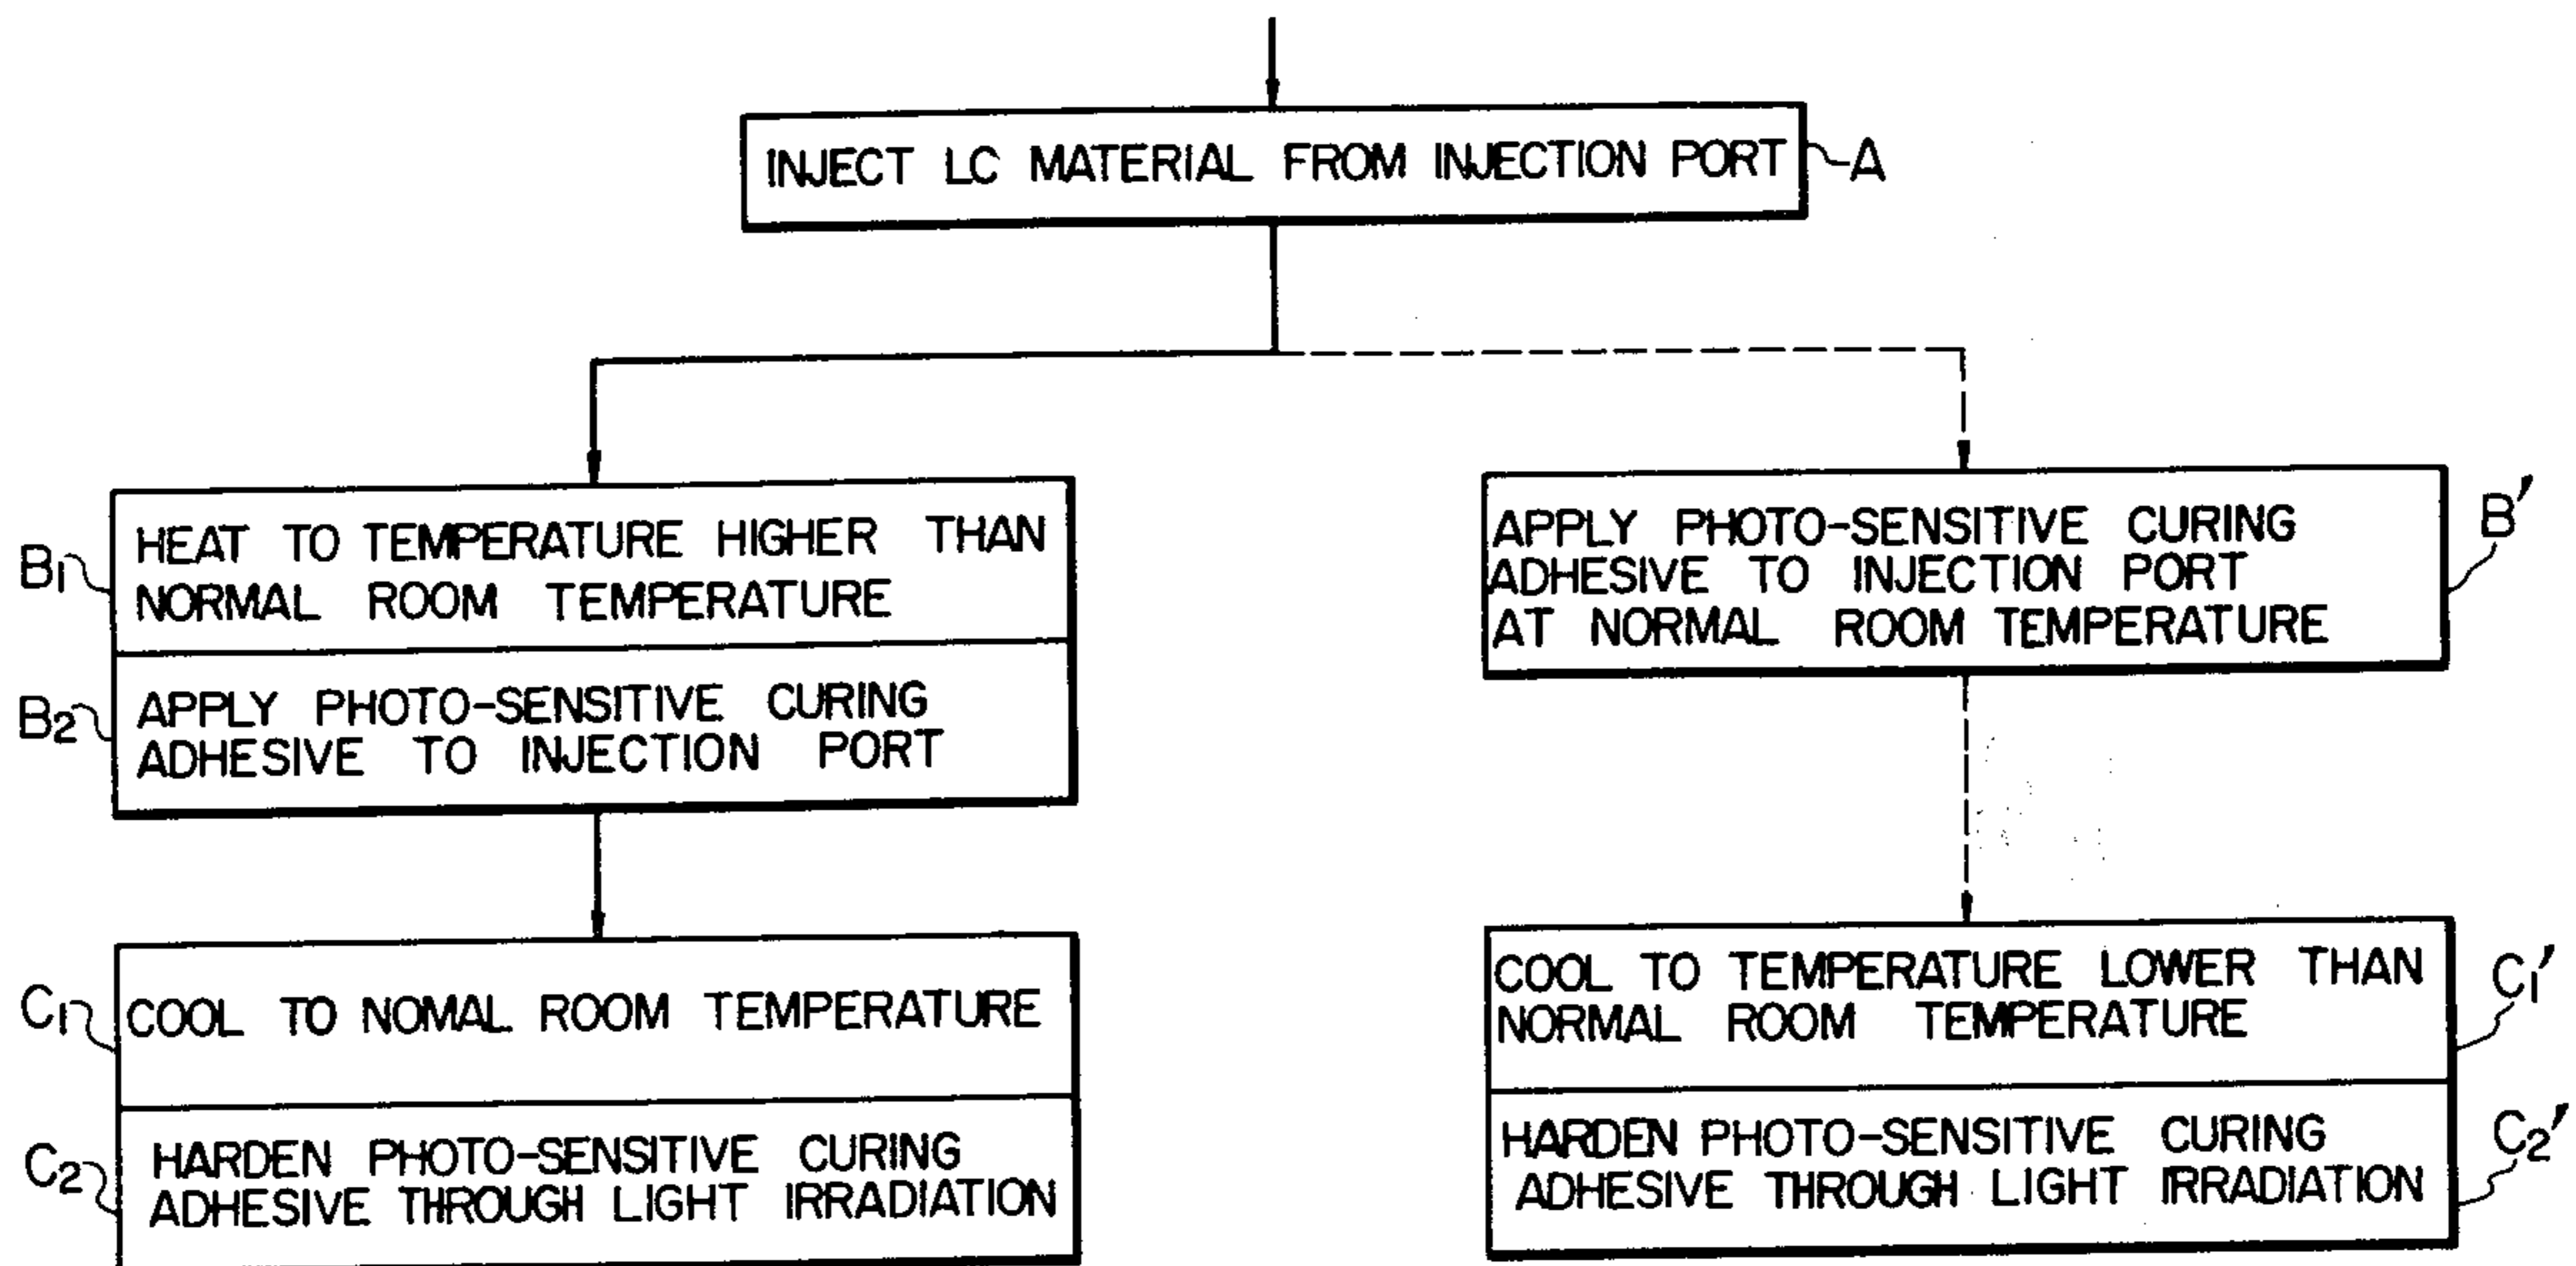 INJECT LC MATERIAL FROM INJECTION PORT
A
B1
HEAT TO TEMPERATURE HIGHER THAN
NORMAL ROOM TEMPERATURE
B2
APPLY PHOTO-SENSITIVE CURING
ADHESIVE TO INJECTION PORT
APPLY PHOTO-SENSITIVE CURING
ADHESIVE TO INJECTION PORT
AT NORMAL ROOM TEMPERATURE
B'
C1
COOL TO NOMAL ROOM TEMPERATURE
C2
HARDEN PHOTO-SENSITIVE CURING
ADHESIVE THROUGH LIGHT IRRADIATION
COOL TO TEMPERATURE LOWER THAN
NORMAL ROOM TEMPERATURE
C1'
HARDEN PHOTO-SENSITIVE CURING
ADHESIVE THROUGH LIGHT IRRADIATION
C2'